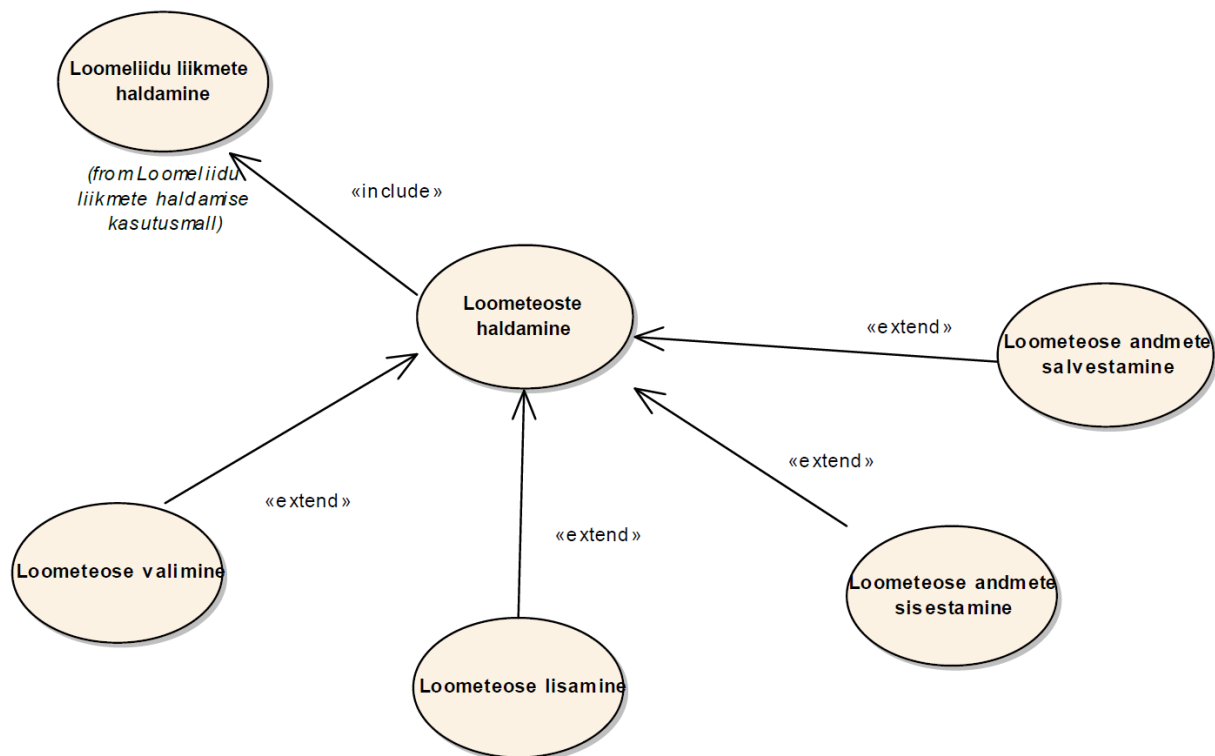 Loomeliidu liikmete
haldamine
(from Loomeliidu
liikmete haldamise
kasutusmall)
«include»
Loometeoste
haldamine
«extend»
Loometeose andmete
salvestamine
«extend»
«extend»
«extend»
Loometeose valimine
Loometeose andmete
sisestamine
Loometeose lisamine